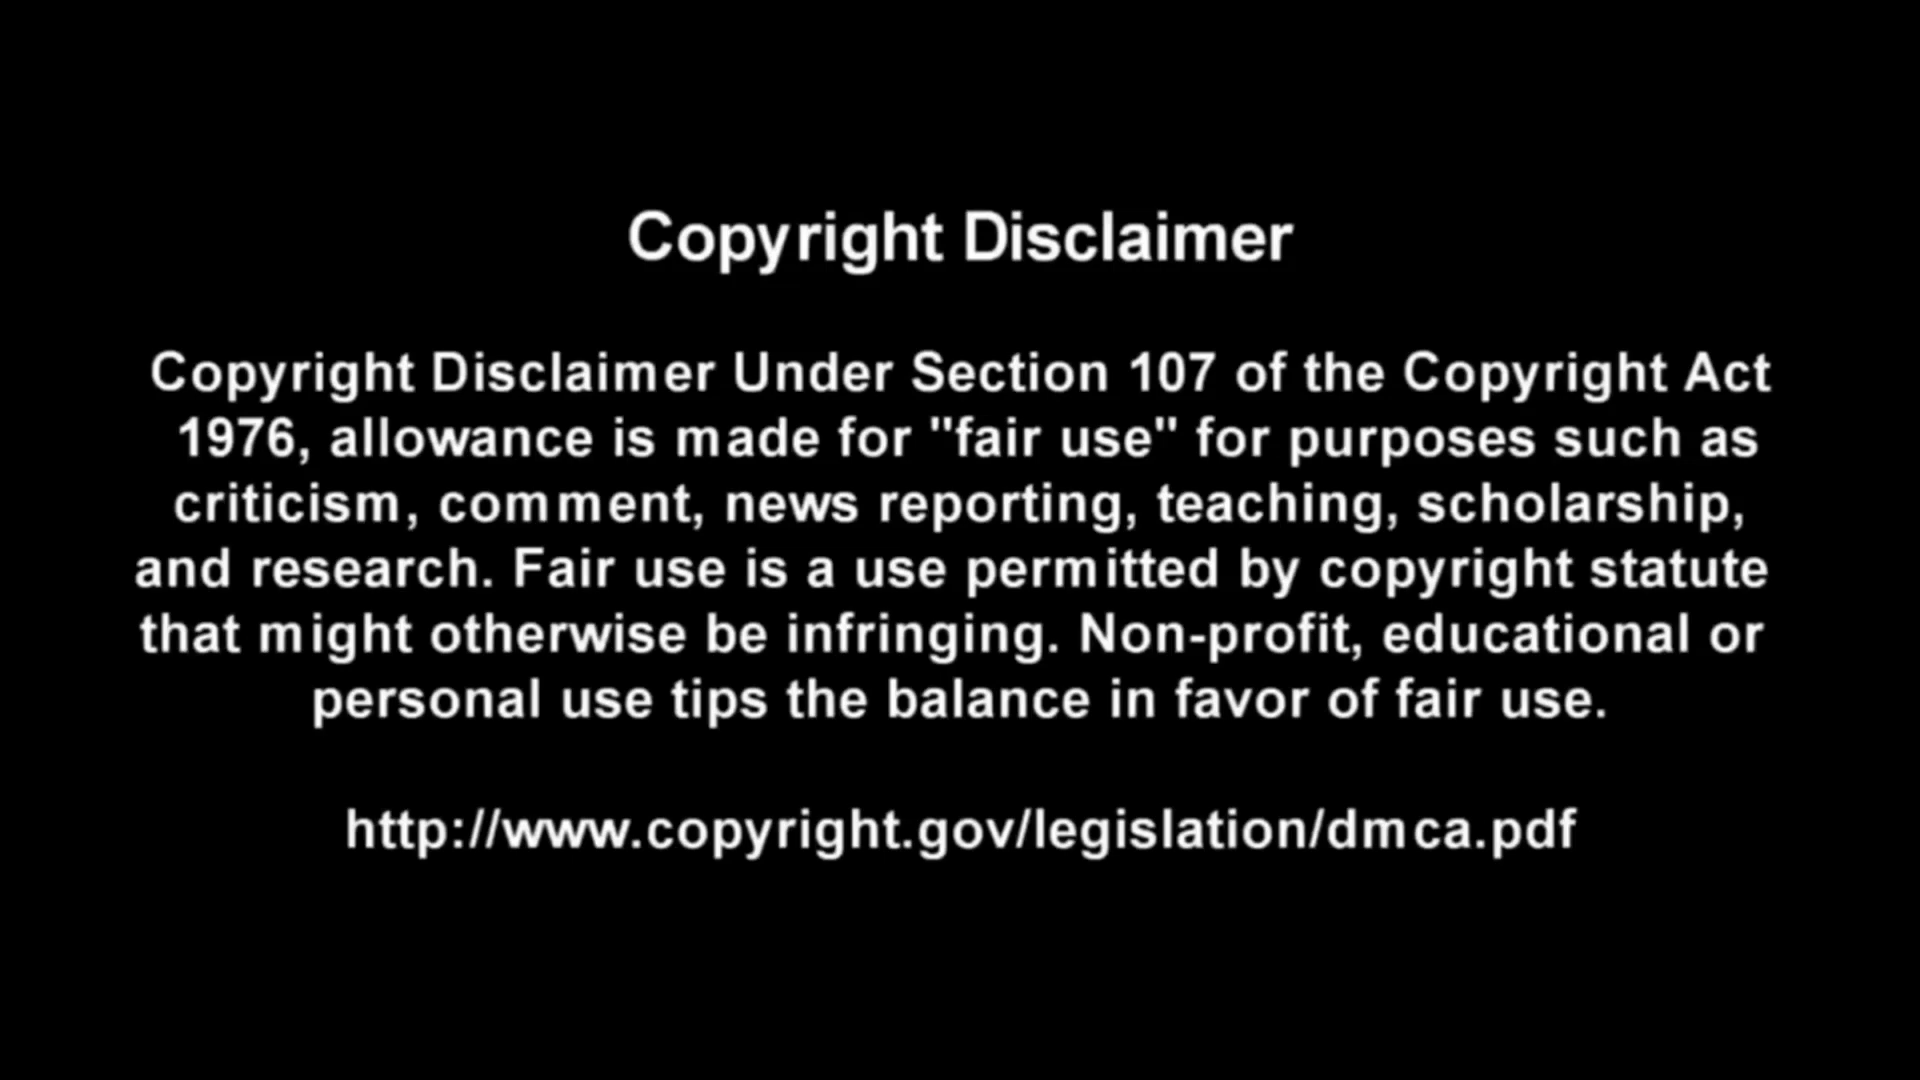 Copyright Disclaimer
Copyright Disclaimer Under Section 107 of the Copyright Act
1976, allowance is made for "fair use" for purposes such as
criticism, comment, news reporting, teaching, scholarship,
and research. Fair use is a use permitted by copyright statute
that might otherwise be infringing. Non-profit, educational or
personal use tips the balance in favor of fair use.
http://www.copyright.gov/legislation/dmca.pdf